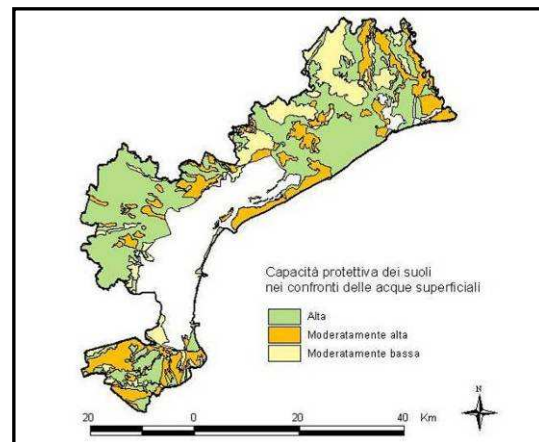 Capacità protettiva dei suoli
nei confronti delle acque superficiali
Alta
Moderatamente alta
Moderatamente bassa
N
20 0 20 40 Km